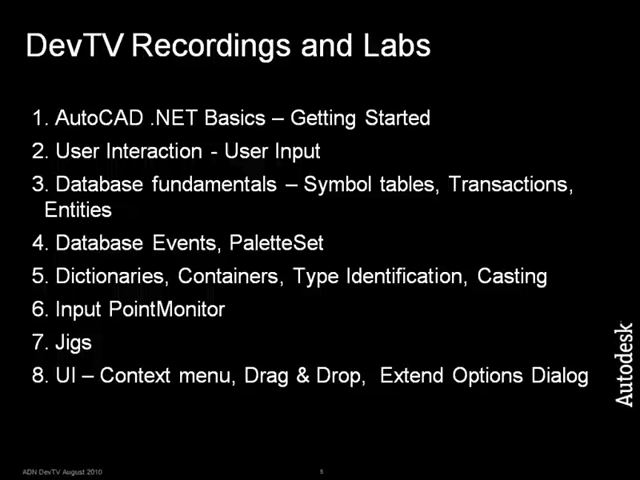 DevTV Recordings and Labs
1. AutoCAD .NET Basics – Getting Started
2. User Interaction - User Input
3. Database fundamentals – Symbol tables, Transactions,
Entities
4. Database Events, PaletteSet
5. Dictionaries, Containers, Type Identification, Casting
6. Input PointMonitor
7. Jigs
8. UI – Context menu, Drag & Drop, Extend Options Dialog
Autodesk
ADN DevTV August 2010